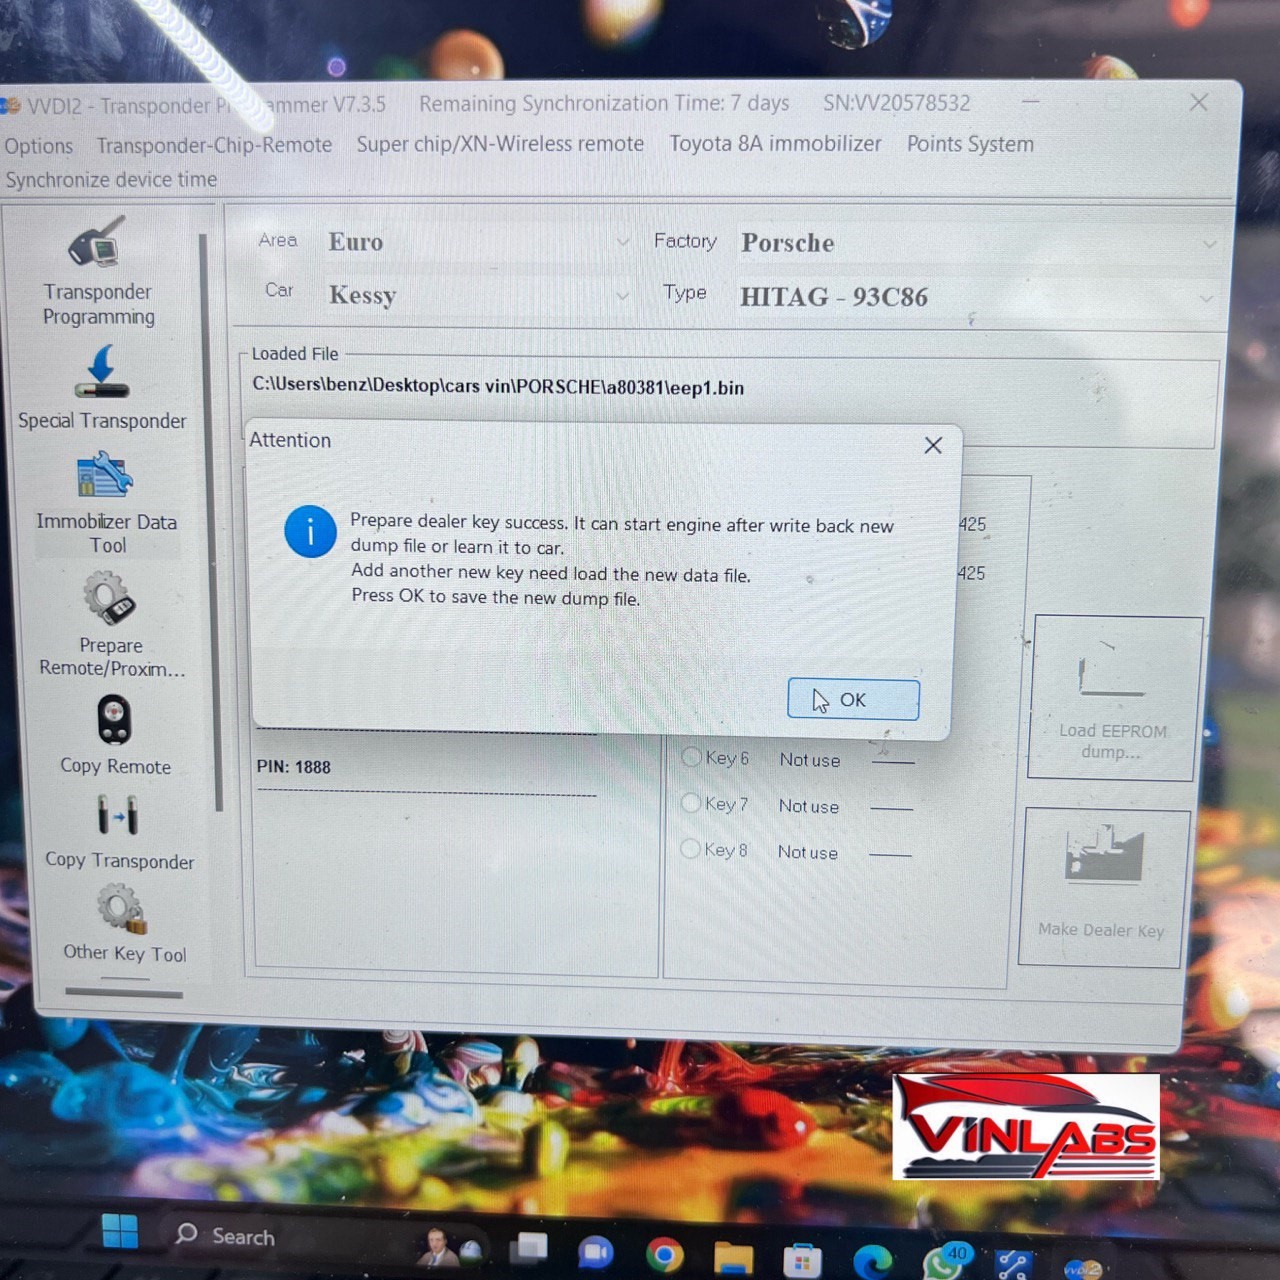 VVDI2 - Transponder Programmer V7.3.5 Remaining Synchronization Time: 7 days SN:VV20578532
Options Transponder-Chip-Remote Super chip/XN-Wireless remote Toyota 8A immobilizer Points System
Synchronize device time
Area Euro Factory Porsche
Car Kessy Type HITAG - 93C86
Loaded File
C:\Users\benz\Desktop\cars vin\PORSCHE\a80381\eep1.bin
Transponder
Programming
Special Transponder
Immobilizer Data
Tool
Prepare
Remote/Proxim...
Copy Remote
Copy Transponder
Other Key Tool
Attention
Prepare dealer key success. It can start engine after write back new
dump file or learn it to car.
Add another new key need load the new data file.
Press OK to save the new dump file.
OK
425
425
PIN: 1888
Key 6 Not use
Key 7 Not use
Key 8 Not use
Load EEPROM
dump...
Make Dealer Key
VINLABS
Search
40
VVDI2